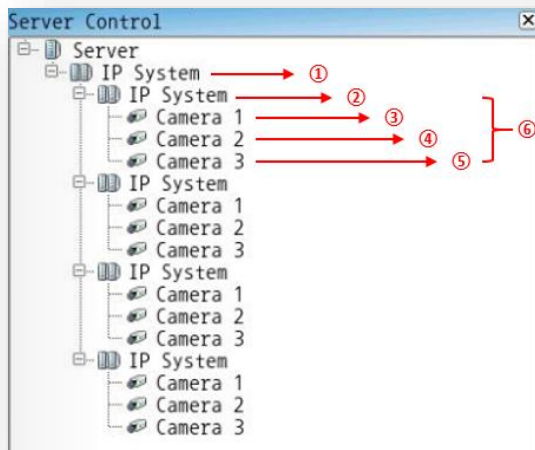 Server Control
Server
IP System ①
IP System ②
Camera 1 ③
Camera 2 ④
Camera 3 ⑤
⑥
IP System
Camera 1
Camera 2
Camera 3
IP System
Camera 1
Camera 2
Camera 3
IP System
Camera 1
Camera 2
Camera 3